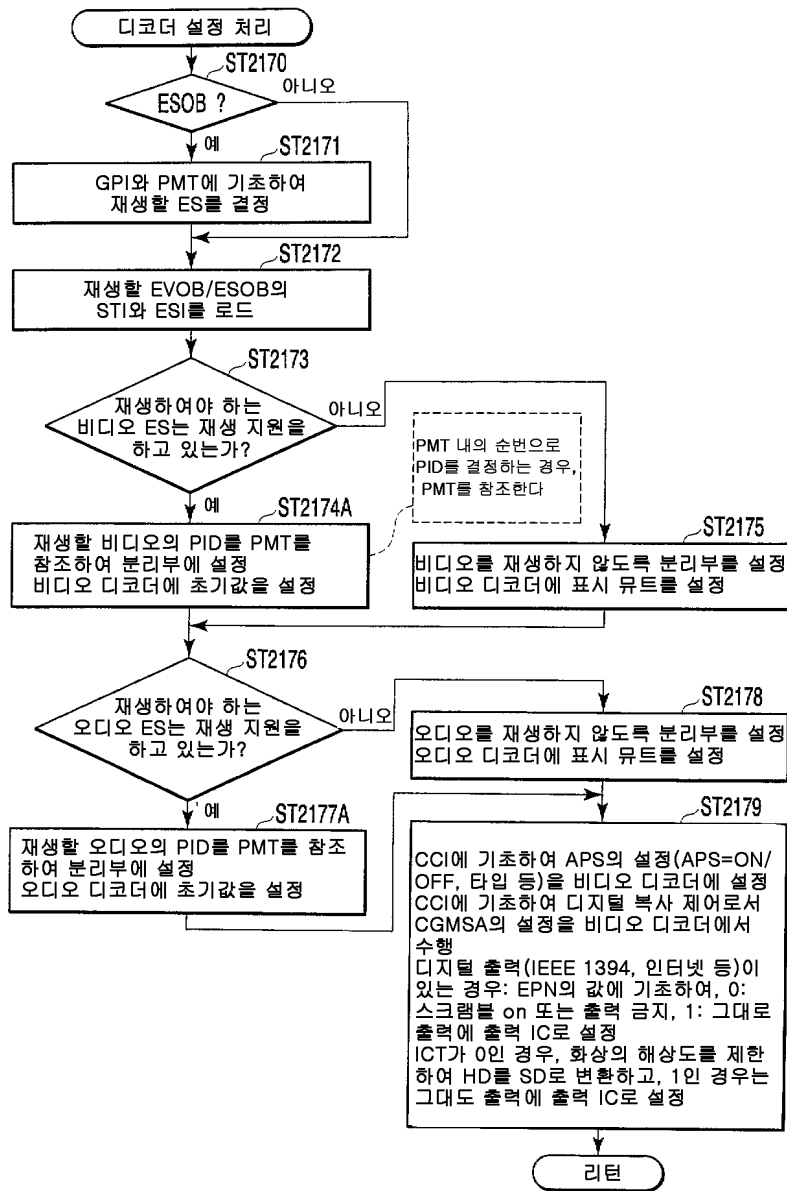 디코더 설정 처리
ST2170
ESOB ?
아니오
예
ST2171
GPI와 PMT에 기초하여
재생할 ES를 결정
ST2172
재생할 EVOB/ESOB의
STI와 ESI를 로드
ST2173
재생하여야 하는
비디오 ES는 재생 지원을
하고 있는가?
아니오
예
PMT 내의 순번으로
PID를 결정하는 경우,
PMT를 참조한다
ST2174A
재생할 비디오의 PID를 PMT를
참조하여 분리부에 설정
비디오 디코더에 초기값을 설정
ST2175
비디오를 재생하지 않도록 분리부를 설정
비디오 디코더에 표시 뮤트를 설정
ST2176
재생하여야 하는
오디오 ES는 재생 지원을
하고 있는가?
아니오
예
ST2178
오디오를 재생하지 않도록 분리부를 설정
오디오 디코더에 표시 뮤트를 설정
ST2177A
재생할 오디오의 PID를 PMT를 참조
하여 분리부에 설정
오디오 디코더에 초기값을 설정
ST2179
CCI에 기초하여 APS의 설정(APS=ON/
OFF, 타입 등)을 비디오 디코더에 설정
CCI에 기초하여 디지털 복사 제어로서
CGMSA의 설정을 비디오 디코더에서
수행
디지털 출력(IEEE 1394, 인터넷 등)이
있는 경우: EPN의 값에 기초하여, 0:
스크램블 on 또는 출력 금지, 1: 그대로
출력에 출력 IC로 설정
ICT가 0인 경우, 화상의 해상도를 제한
하여 HD를 SD로 변환하고, 1인 경우는
그대도 출력에 출력 IC로 설정
리턴